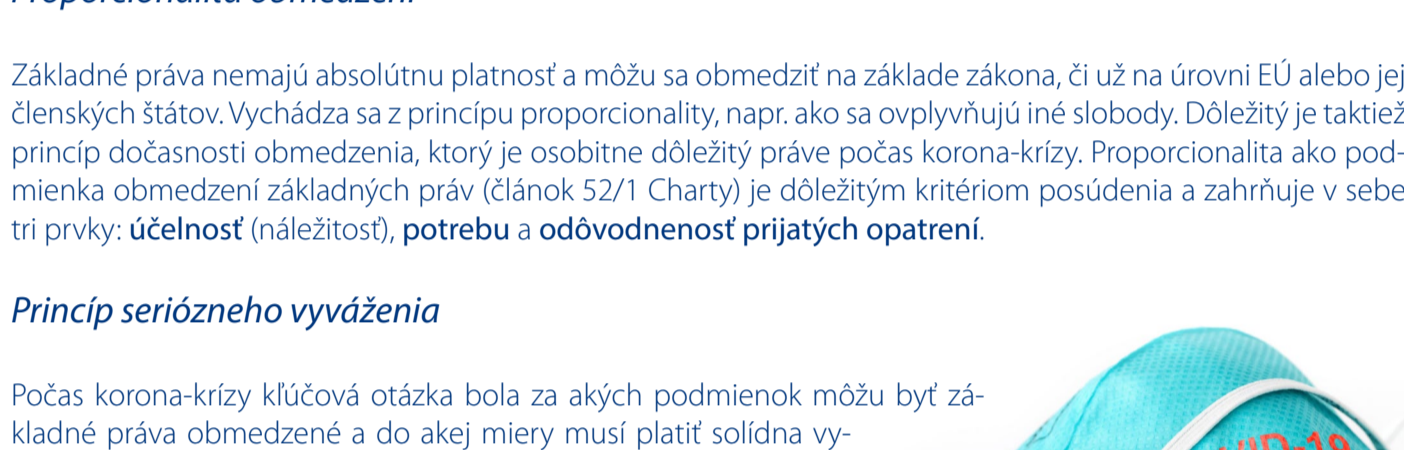 Proporcionalita obmedzení
Základné práva nemajú absolútnu platnosť a môžu sa obmedziť na základe zákona, či už na úrovni EÚ alebo jej
členských štátov. Vychádza sa z princípu proporcionality, napr. ako sa ovplyvňujú iné slobody. Dôležitý je taktiež
princíp dočasnosti obmedzenia, ktorý je osobitne dôležitý práve počas korona-krízy. Proporcionalita ako pod-
mienka obmedzení základných práv (článok 52/1 Charty) je dôležitým kritériom posúdenia a zahrňuje v sebe
tri prvky: účelnosť (náležitosť), potrebu a odôvodnenosť prijatých opatrení.
Princíp seriózneho vyváženia
Počas korona-krízy kľúčová otázka bola za akých podmienok môžu byť zá-
kladné práva obmedzené a do akej miery musí platiť solídna vy-